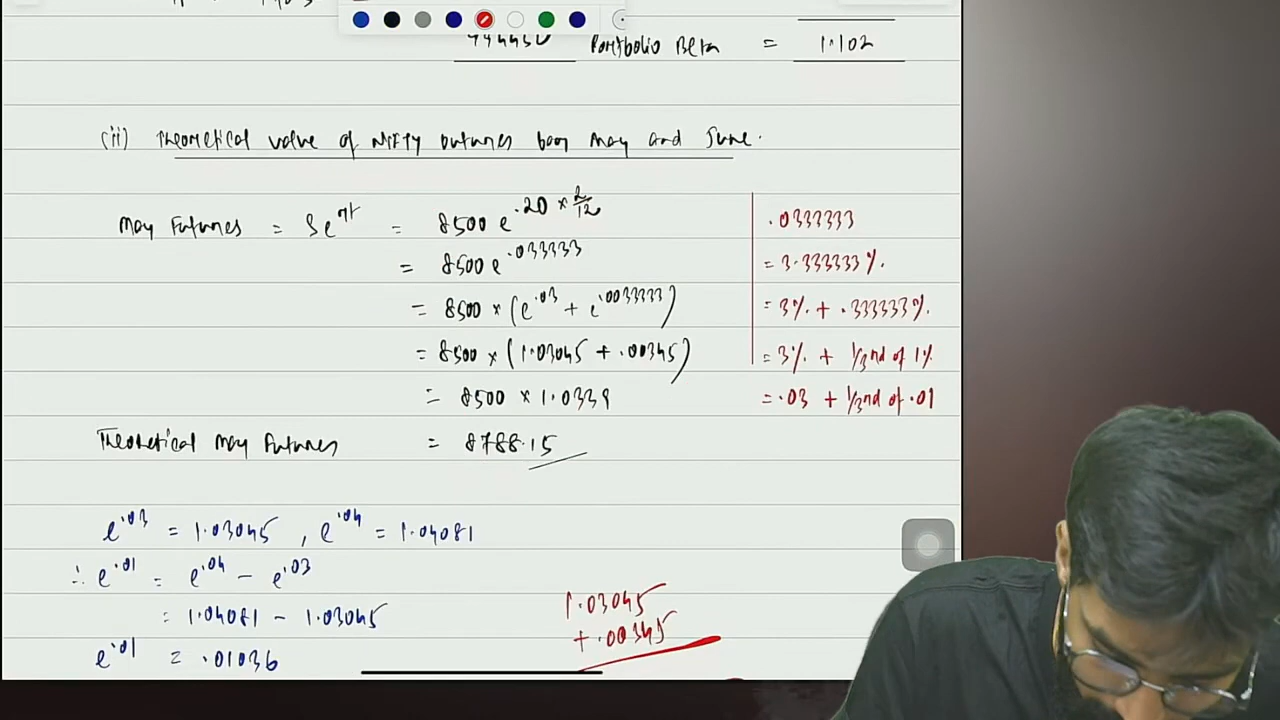 Portfolio Beta = 1.102
(ii) Theoretical value of NIFTY futures for May and June.
May Futures = Se^rt = 8500 e^.20 × 2/12
= 8500 e^.033333
= 8500 × (e^.03 + e^.0033333)
= 8500 × (1.03045 + .00345)
= 8500 × 1.0339
Theoretical May Futures = 8788.15
.0333333
= 3.333333%.
= 3% + .333333%.
= 3% + 1/3nd of 1%
= .03 + 1/3nd of .01
e^.03 = 1.03045 , e^.04 = 1.04081
∴ e^.01 = e^.04 - e^.03
= 1.04081 - 1.03045
e^.01 = .01036
1.03045
+ .00345